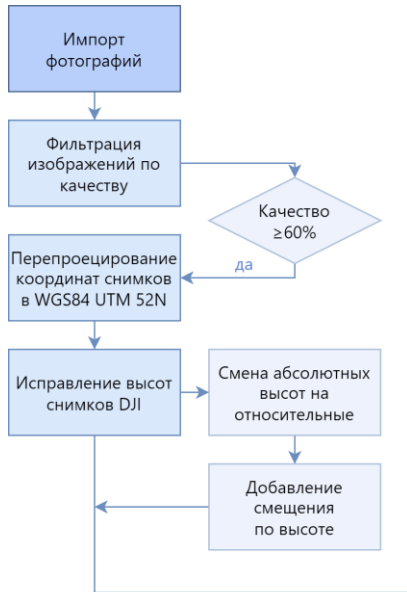 Импорт
фотографий
Фильтрация
изображений по
качеству
Качество
≥60%
да
Перепроецирование
координат снимков
в WGS84 UTM 52N
Исправление высот
снимков DJI
Смена абсолютных
высот на
относительные
Добавление
смещения
по высоте